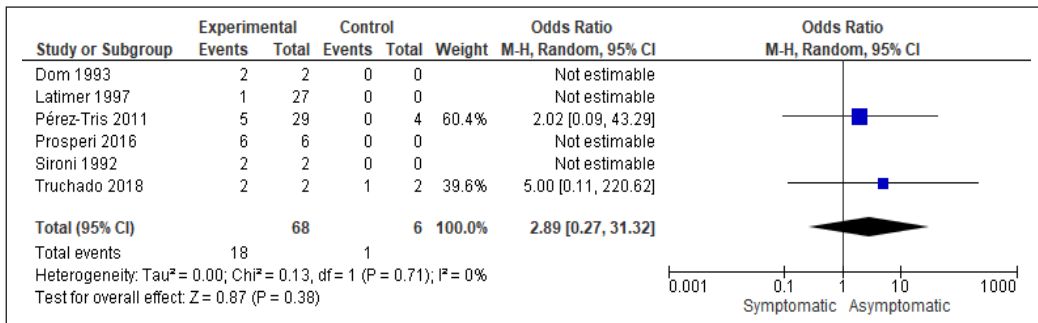 Experimental Control Odds Ratio Odds Ratio
Study or Subgroup Events Total Events Total Weight M-H, Random, 95% CI M-H, Random, 95% CI
Dom 1993 2 2 0 0 Not estimable
Latimer 1997 1 27 0 0 Not estimable
Pérez-Tris 2011 5 29 0 4 60.4% 2.02 [0.09, 43.29]
Prosperi 2016 6 6 0 0 Not estimable
Sironi 1992 2 2 0 0 Not estimable
Truchado 2018 2 2 1 2 39.6% 5.00 [0.11, 220.62]
Total (95% CI) 68 6 100.0% 2.89 [0.27, 31.32]
Total events 18 1
Heterogeneity: Tau² = 0.00; Chi² = 0.13, df = 1 (P = 0.71); I² = 0%
Test for overall effect: Z = 0.87 (P = 0.38)
0.001 0.1 1 10 1000
Symptomatic Asymptomatic